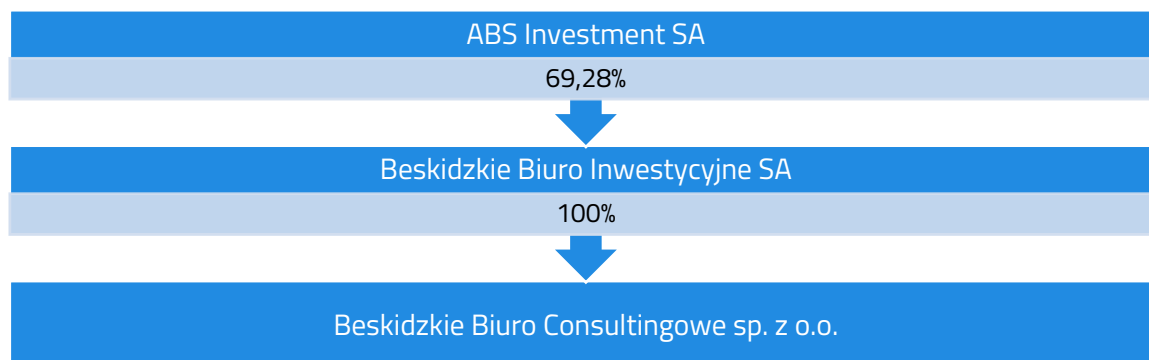 ABS Investment SA
69,28%
Beskidzkie Biuro Inwestycyjne SA
100%
Beskidzkie Biuro Consultingowe sp. z o.o.